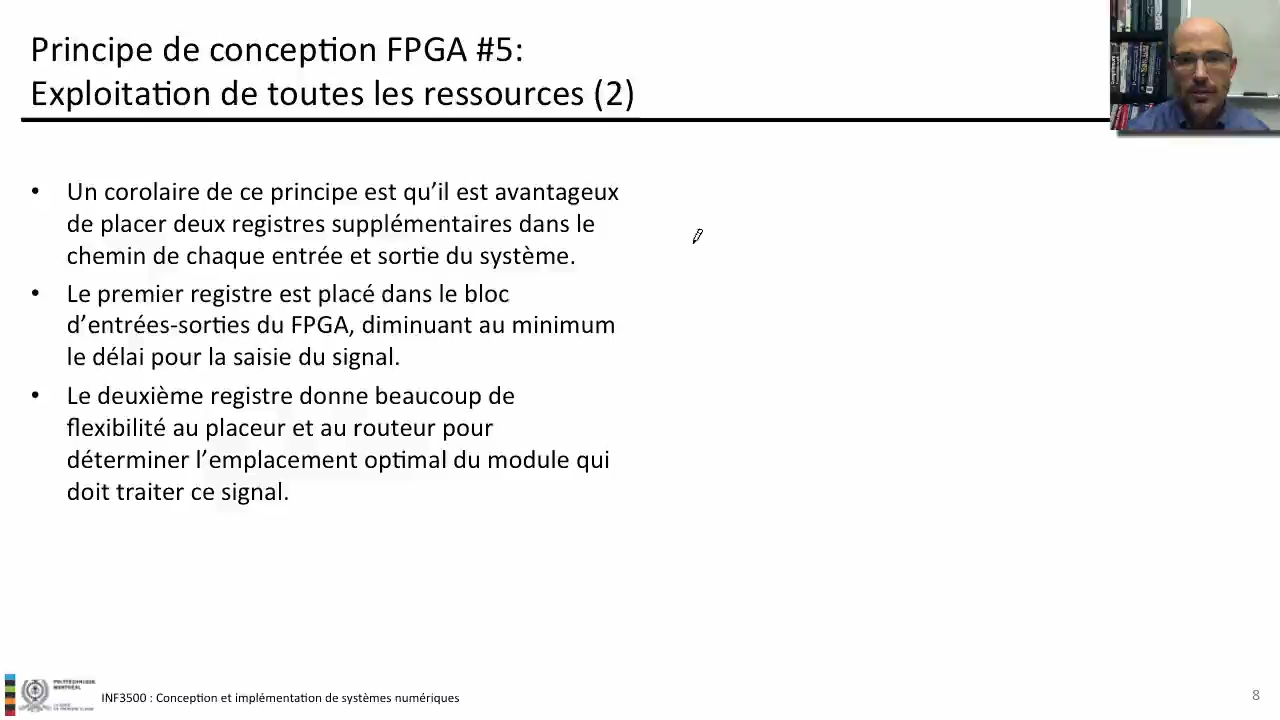 Principe de conception FPGA #5:
Exploitation de toutes les ressources (2)
• Un corolaire de ce principe est qu’il est avantageux
de placer deux registres supplémentaires dans le
chemin de chaque entrée et sortie du système.
• Le premier registre est placé dans le bloc
d’entrées-sorties du FPGA, diminuant au minimum
le délai pour la saisie du signal.
• Le deuxième registre donne beaucoup de
flexibilité au placeur et au routeur pour
déterminer l’emplacement optimal du module qui
doit traiter ce signal.
POLYTECHNIQUE
MONTRÉAL
INF3500 : Conception et implémentation de systèmes numériques
8